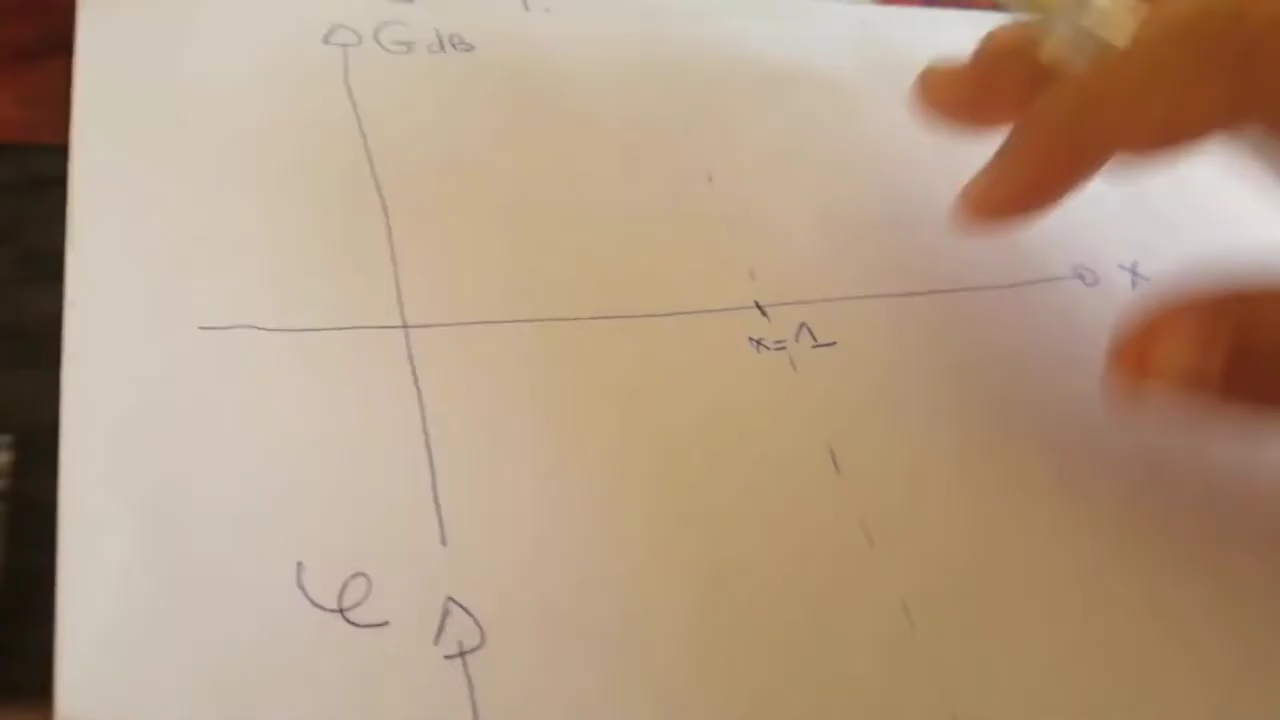 G dB
x
x=1
φ